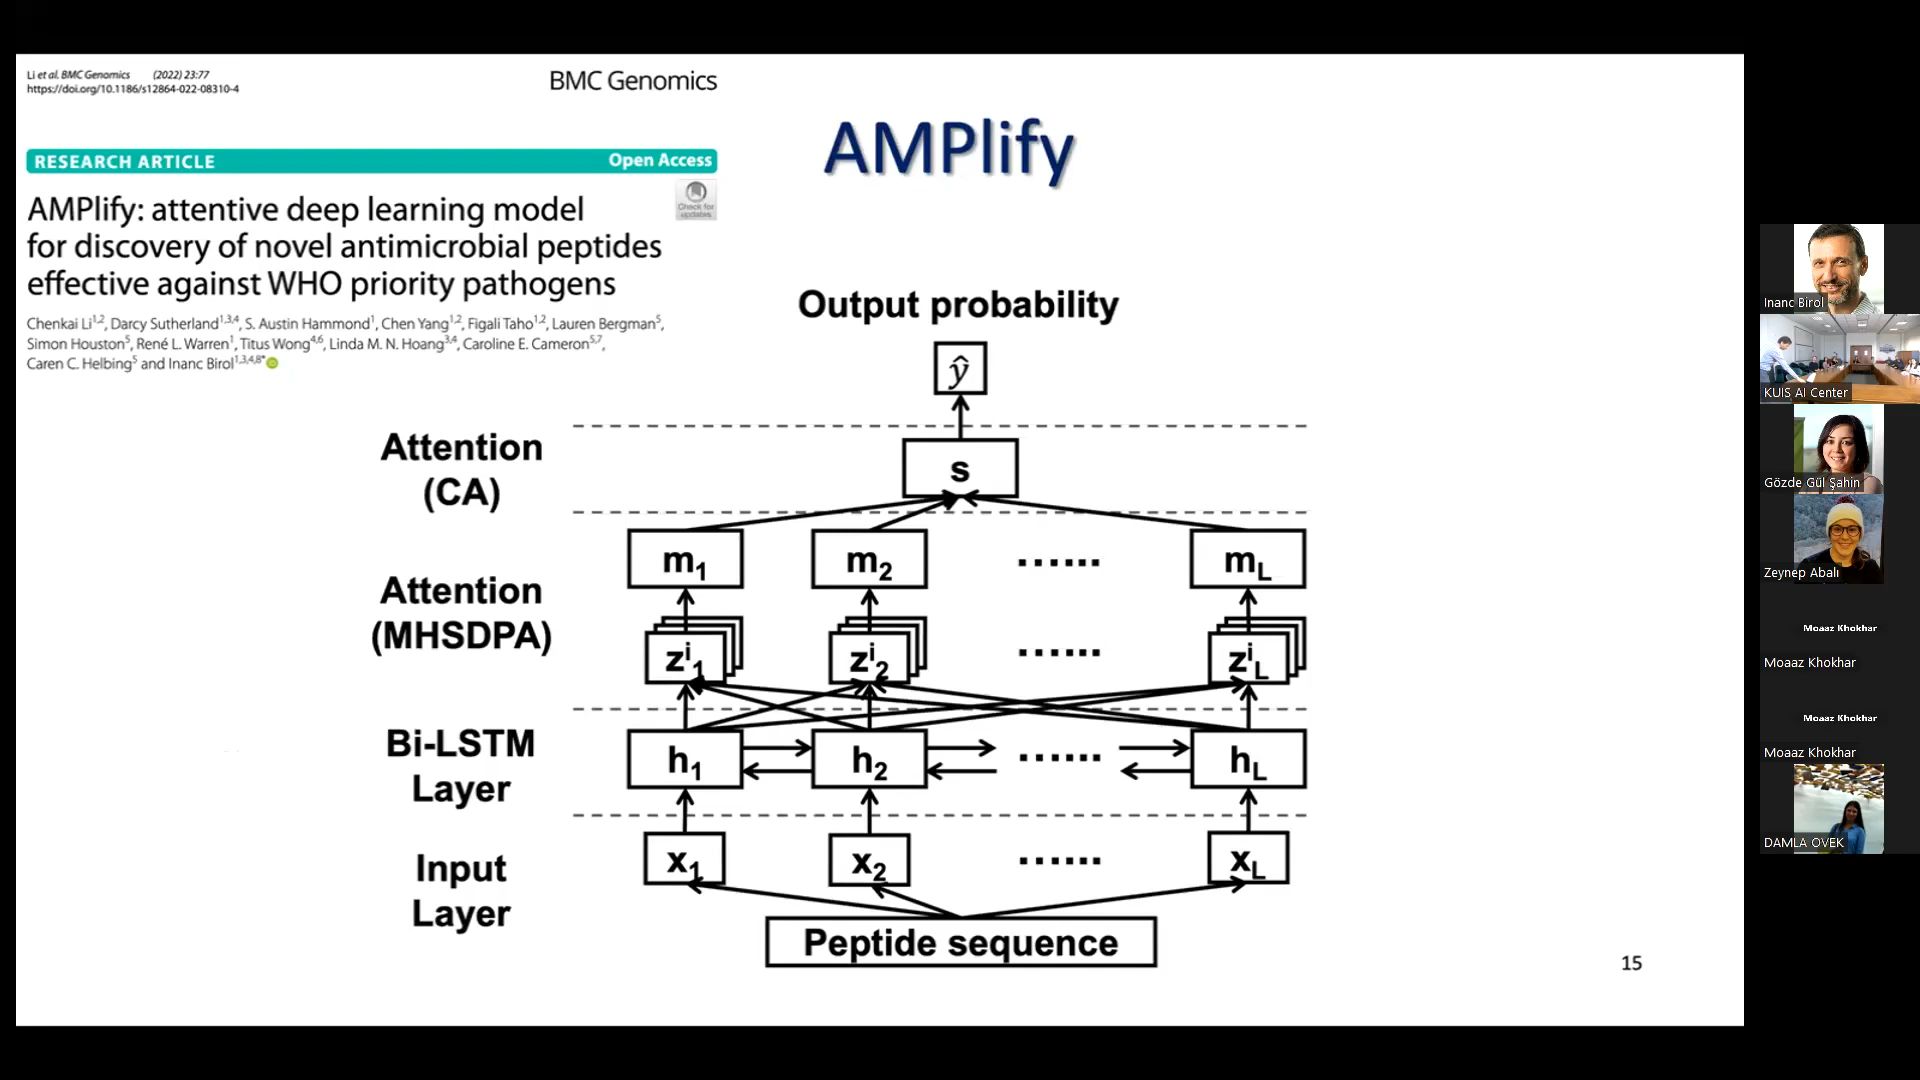 Li et al. BMC Genomics (2022) 23:77
https://doi.org/10.1186/s12864-022-08310-4
BMC Genomics
RESEARCH ARTICLE
Open Access
Check for
updates
AMPlify: attentive deep learning model
for discovery of novel antimicrobial peptides
effective against WHO priority pathogens
Chenkai Li1,2, Darcy Sutherland1,3,4, S. Austin Hammond1, Chen Yang1,2, Figali Taho1,2, Lauren Bergman5,
Simon Houston5, René L. Warren1, Titus Wong4,6, Linda M. N. Hoang3,4, Caroline E. Cameron5,7,
Caren C. Helbing5 and Inanc Birol1,3,4,8*
AMPlify
Output probability
ŷ
Attention
(CA)
s
m1 m2 ...... mL
Attention
(MHSDPA)
zi1 zi2 ...... ziL
Bi-LSTM
Layer
h1 h2 ...... hL
Input
Layer
x1 x2 ...... xL
Peptide sequence
15
Inanc Birol
KUIS AI Center
Gözde Gül Şahin
Zeynep Abalı
Moaaz Khokhar
Moaaz Khokhar
Moaaz Khokhar
Moaaz Khokhar
DAMLA OVEK